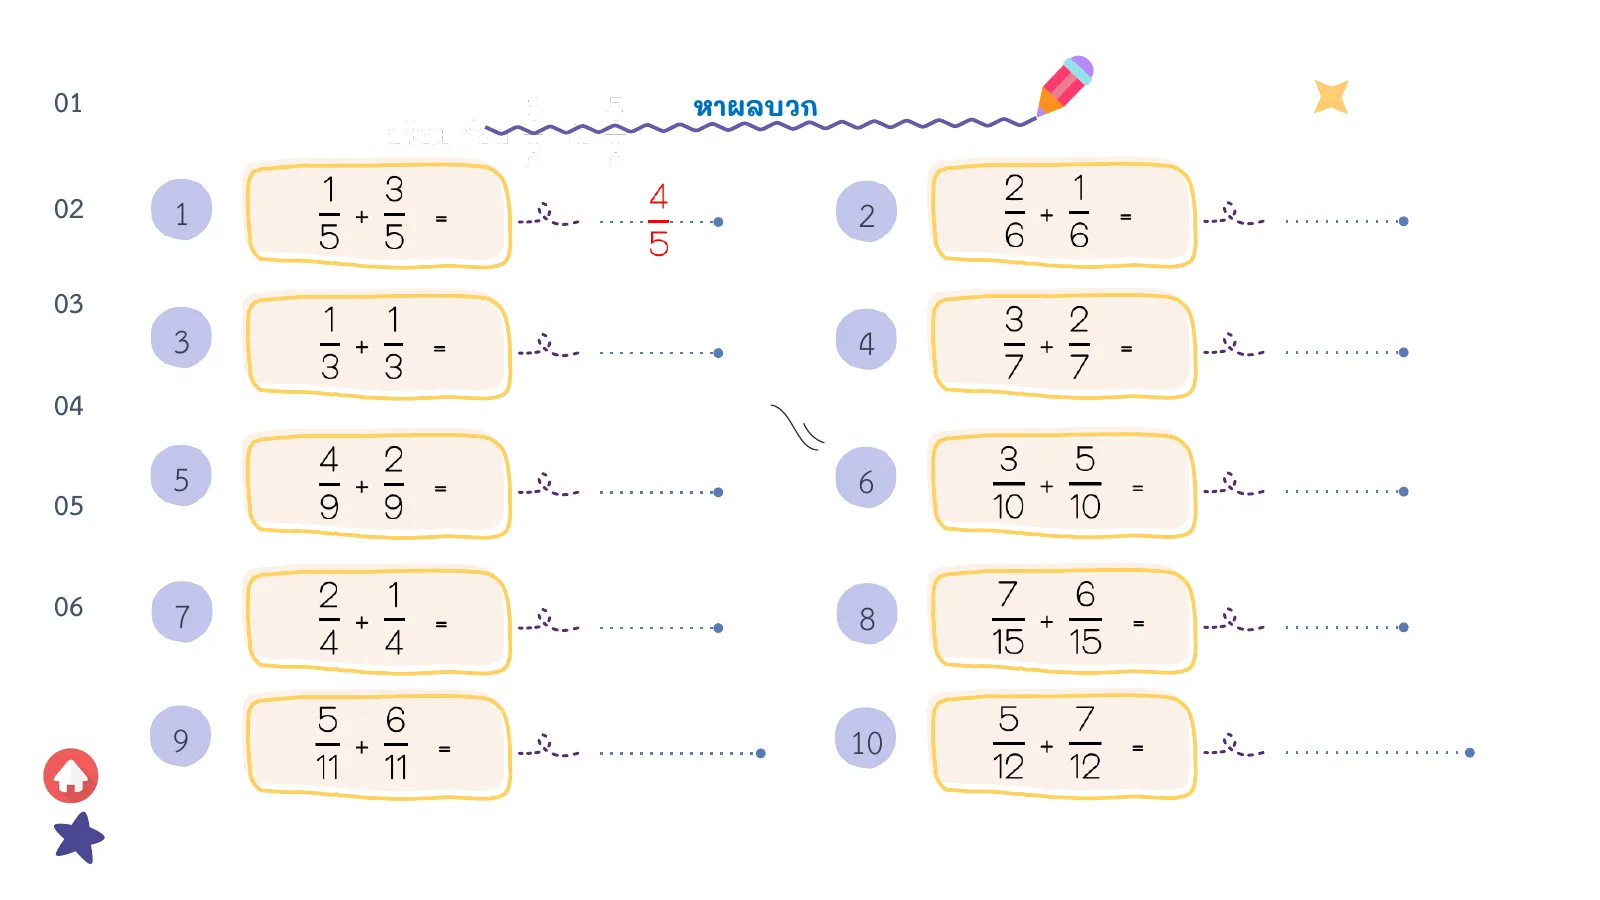 หาผลบวก
01
02
03
04
05
06
1 1/5 + 3/5 = 4/5
2 2/6 + 1/6 =
3 1/3 + 1/3 =
4 3/7 + 2/7 =
5 4/9 + 2/9 =
6 3/10 + 5/10 =
7 2/4 + 1/4 =
8 7/15 + 6/15 =
9 5/11 + 6/11 =
10 5/12 + 7/12 =